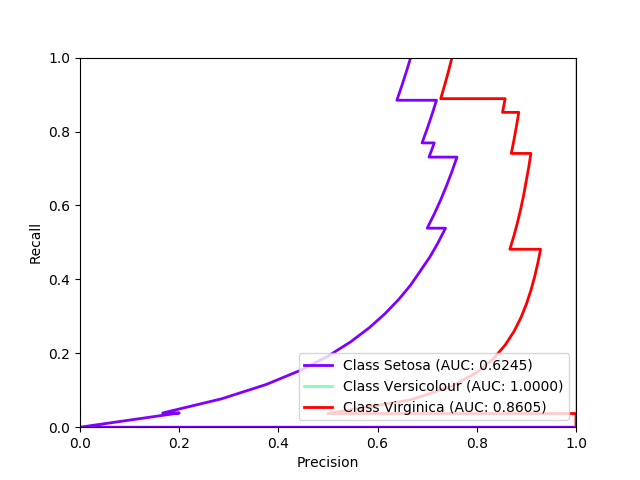 1.0
0.8
0.6
0.4
0.2
0.0
Recall
Class Setosa (AUC: 0.6245)
Class Versicolour (AUC: 1.0000)
Class Virginica (AUC: 0.8605)
0.0 0.2 0.4 0.6 0.8 1.0
Precision